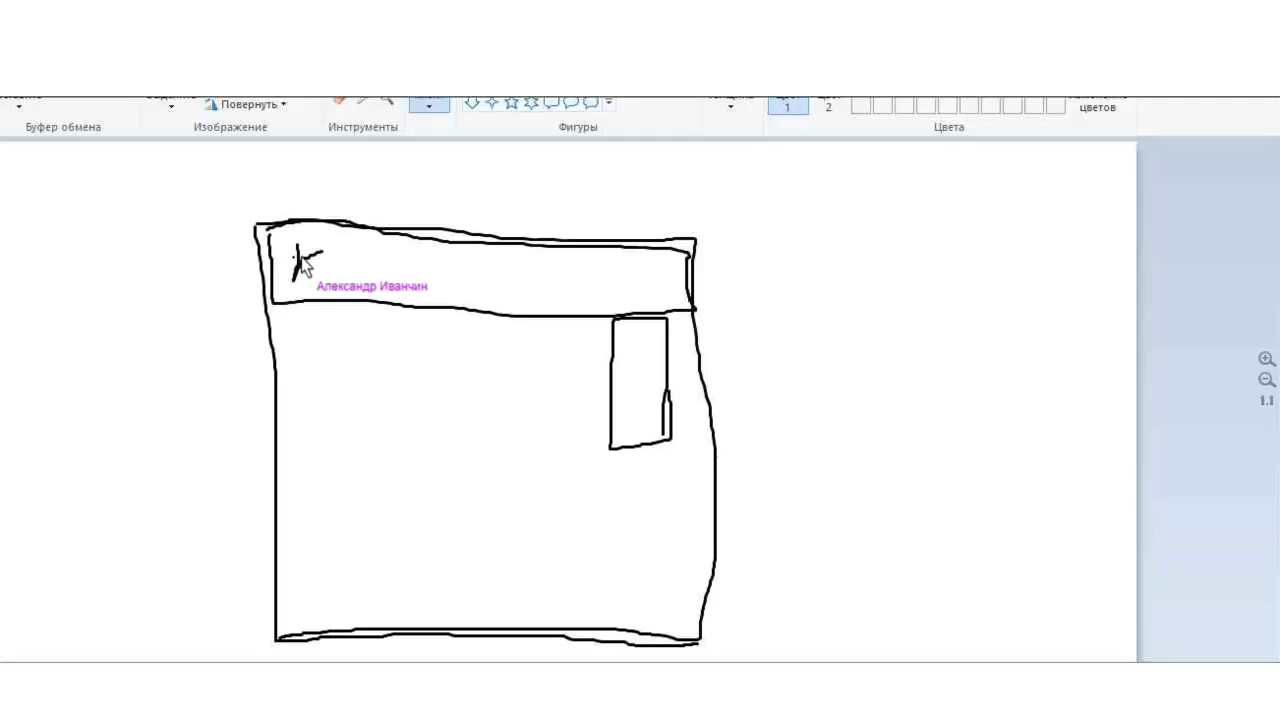 Повернуть
1
2
цветов
Буфер обмена
Изображение
Инструменты
Фигуры
Цвета
Александр Иванчин
1.1